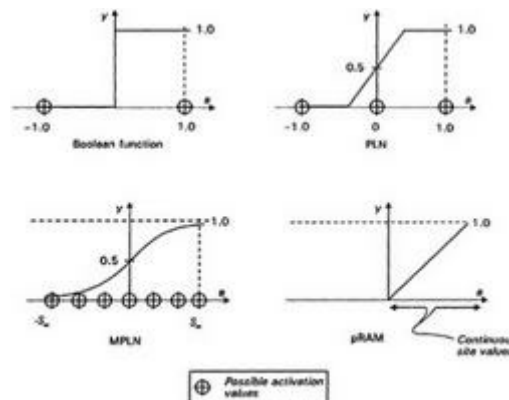 y
1.0
-1.0
1.0
Boolean function
y
1.0
0.5
-1.0
0
1.0
PLN
y
1.0
0.5
MPLN
y
1.0
pRAM
Continuous
site values
Possible activation
values